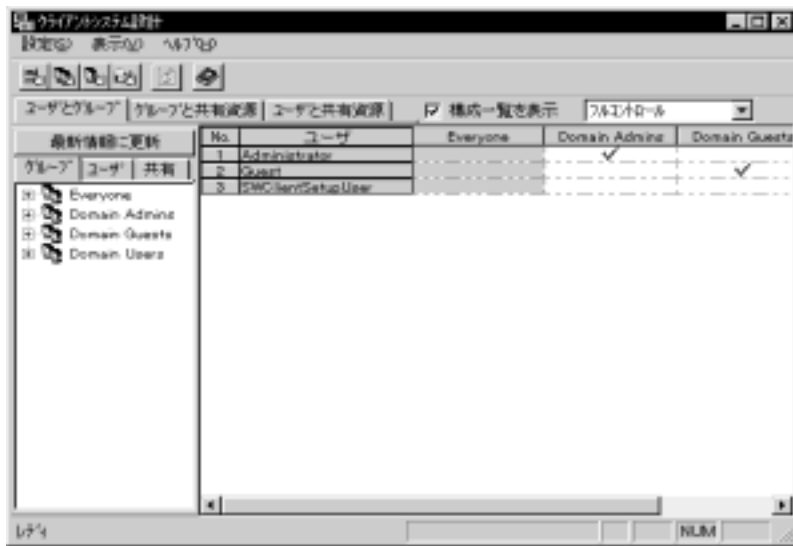 クライアントシステム設計
設定(S) 表示(V) ヘルプ(H)
ユーザとグループ グループと共有資源 ユーザと共有資源 構成一覧を表示 フルコントロール
最新情報に更新
グループ ユーザ 共有
Everyone
Domain Admins
Domain Guests
Domain Users
No. ユーザ Everyone Domain Admins Domain Guests
1 Administrator
2 Guest
3 SWClientSetupUser
レディ NUM